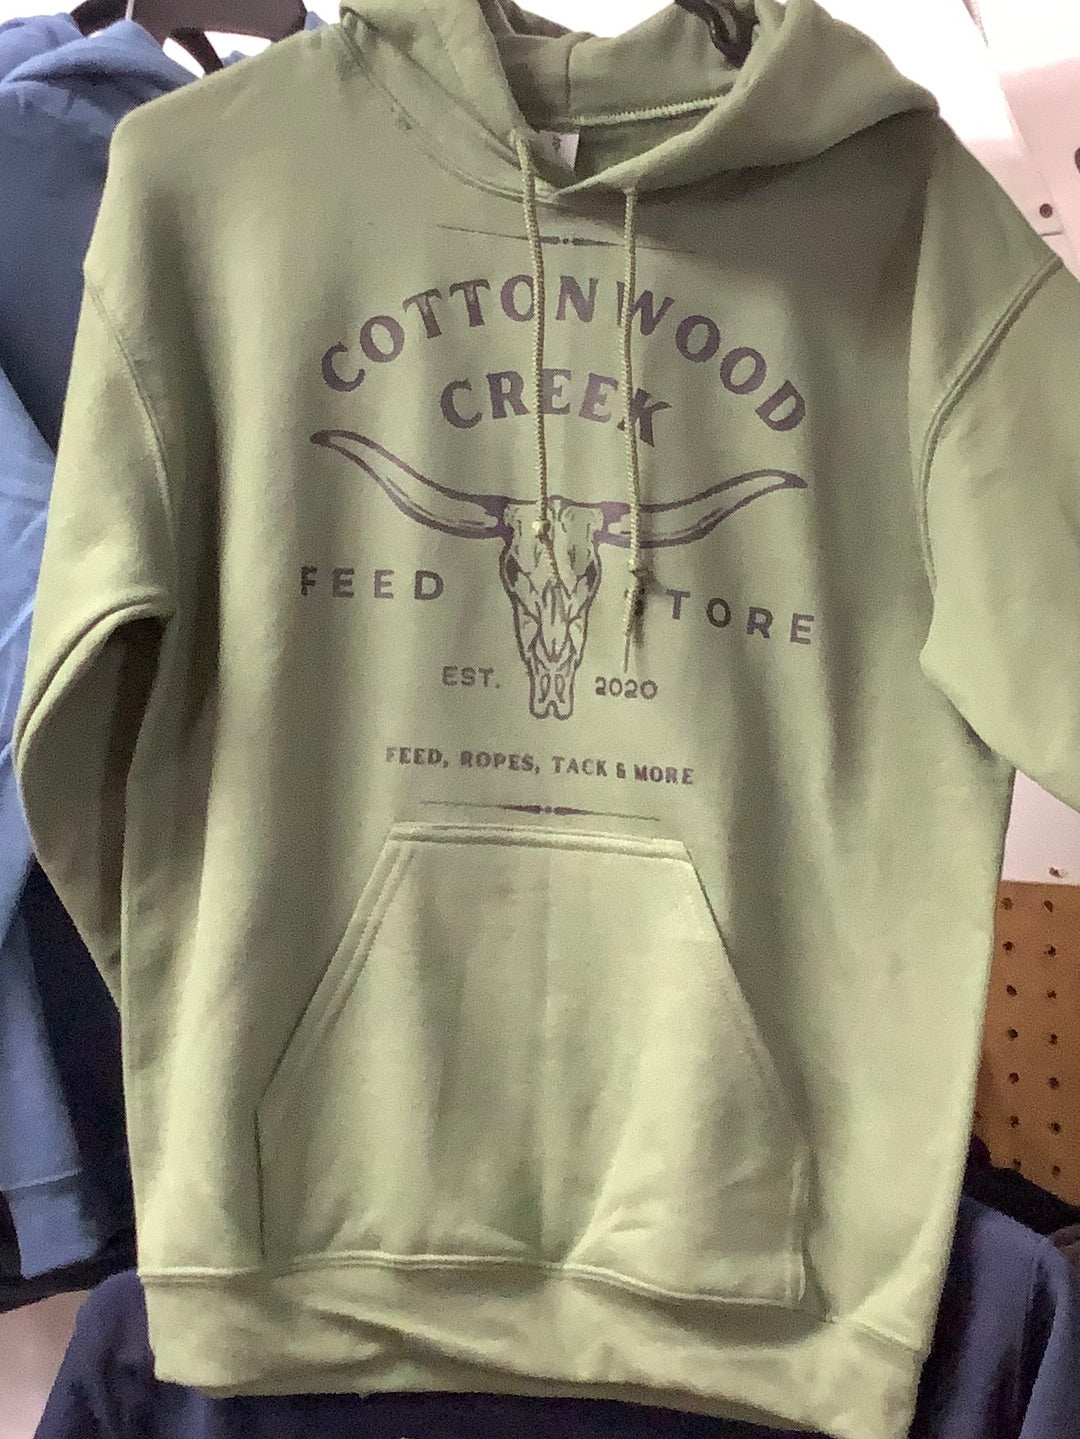 COTTONWOOD
CREEK
FEED STORE
EST. 2020
FEED, ROPES, TACK & MORE